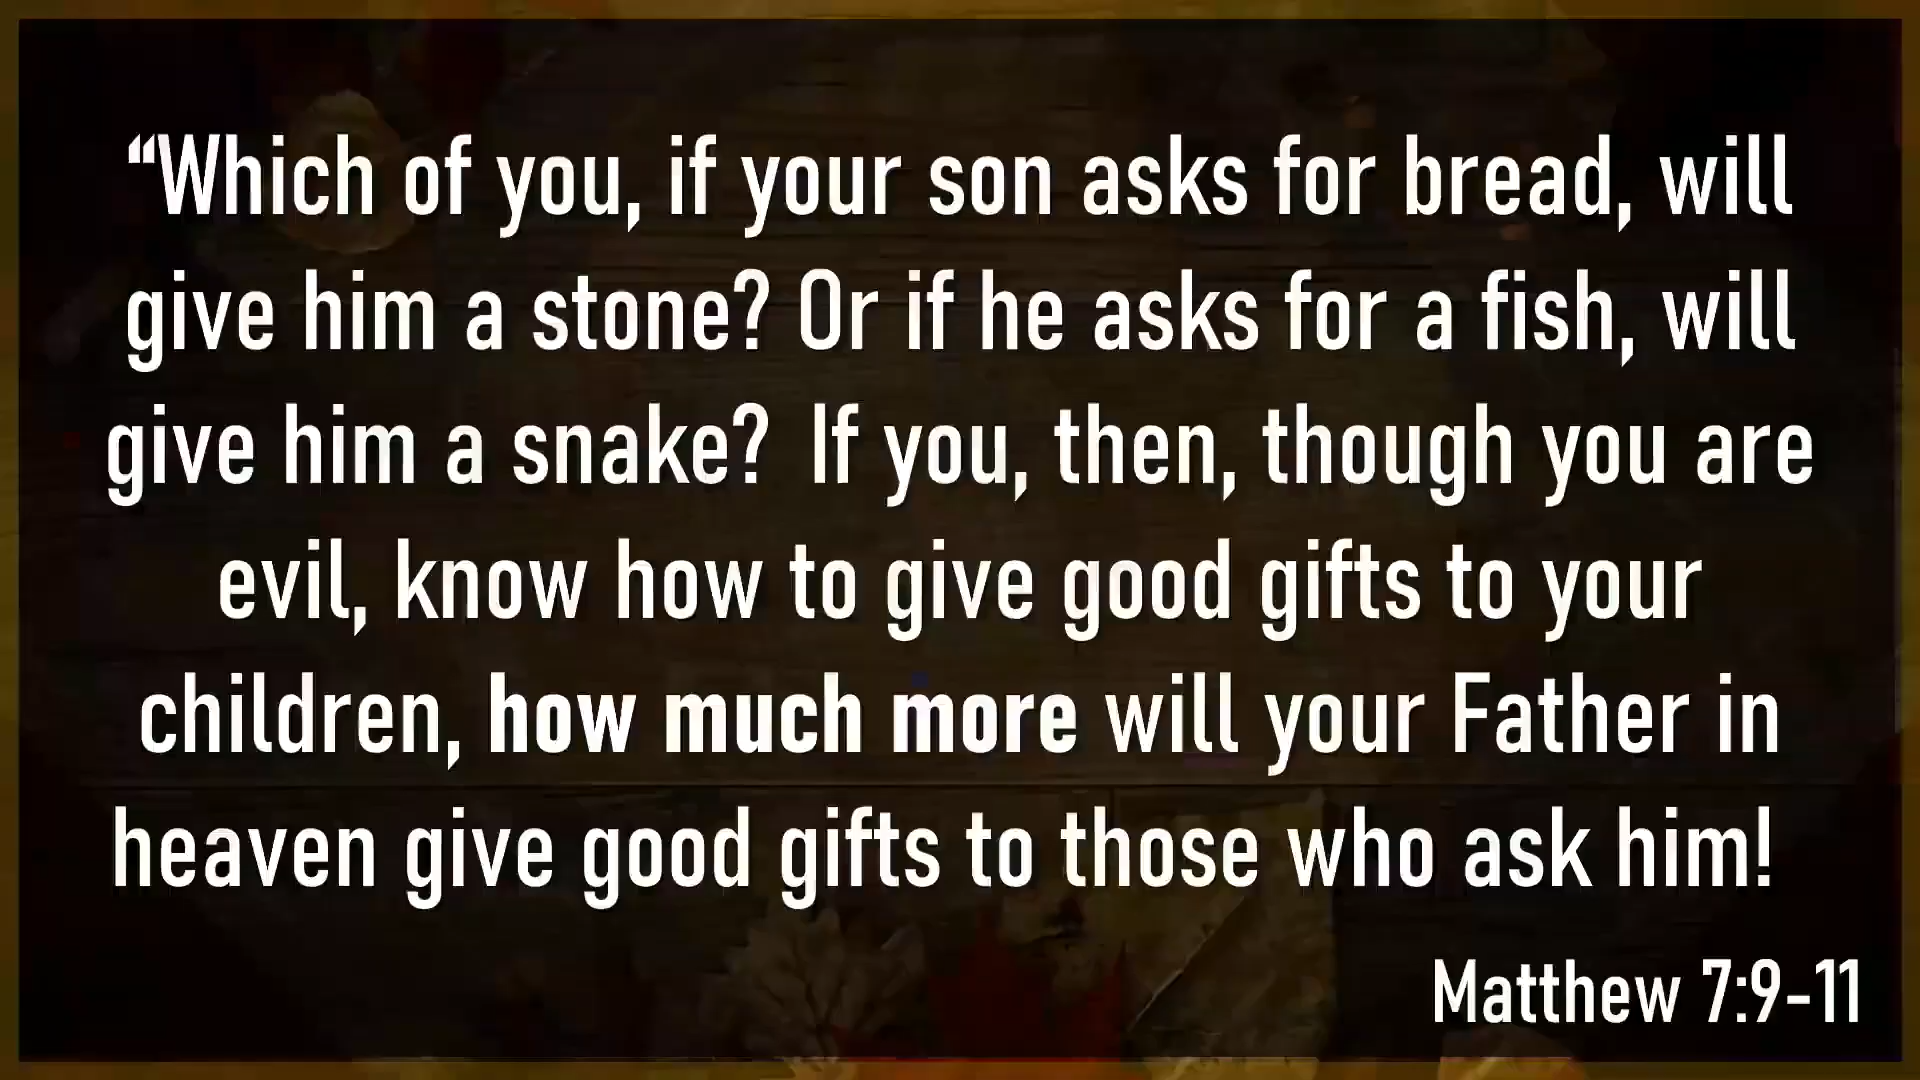 “Which of you, if your son asks for bread, will
give him a stone? Or if he asks for a fish, will
give him a snake?  If you, then, though you are
evil, know how to give good gifts to your
children, how much more will your Father in
heaven give good gifts to those who ask him!
Matthew 7:9-11